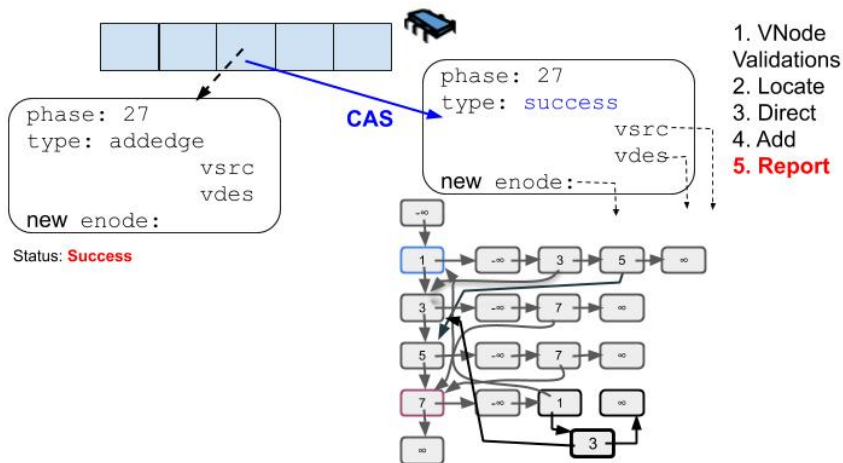 phase: 27
type: addedge
vsrc
vdes
new enode:
Status: Success
CAS
phase: 27
type: success
vsrc
vdes
new enode:
1. VNode
Validations
2. Locate
3. Direct
4. Add
5. Report
-∞
1 -∞ 3 5 ∞
3 -∞ 7 ∞
5 -∞ 7 ∞
7 -∞ 1 ∞
3
∞